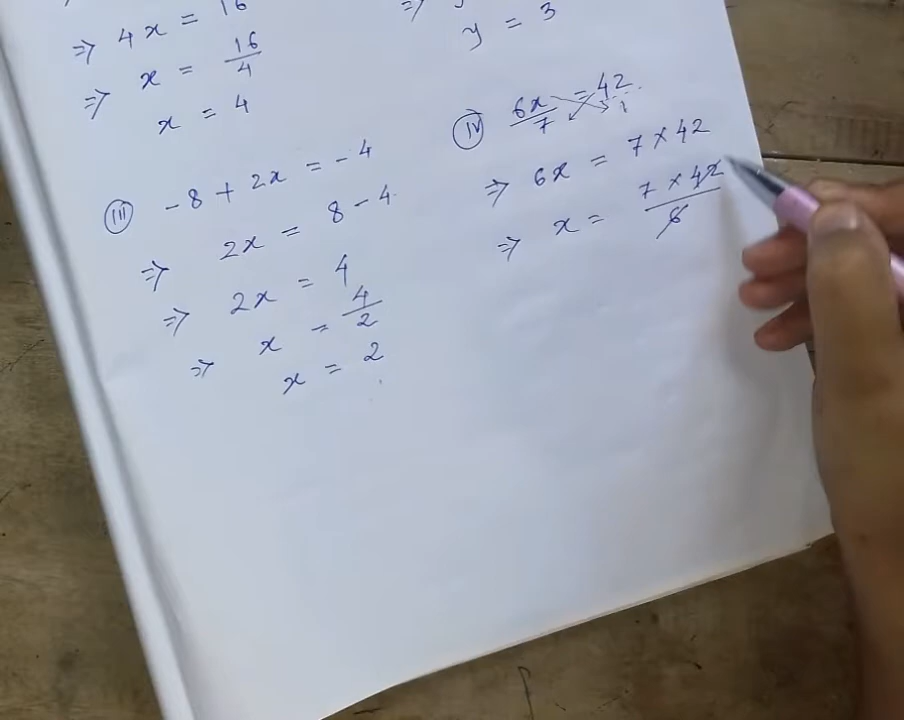 ⇒ 4x = 16
⇒ x = 16/4
x = 4
y = 3
(iii) -8 + 2x = -4
⇒ 2x = 8 - 4
⇒ 2x = 4
⇒ x = 4/2
x = 2
(iv) 6x/7 = 42/1
⇒ 6x = 7 × 42
⇒ x = 7 × 42/6